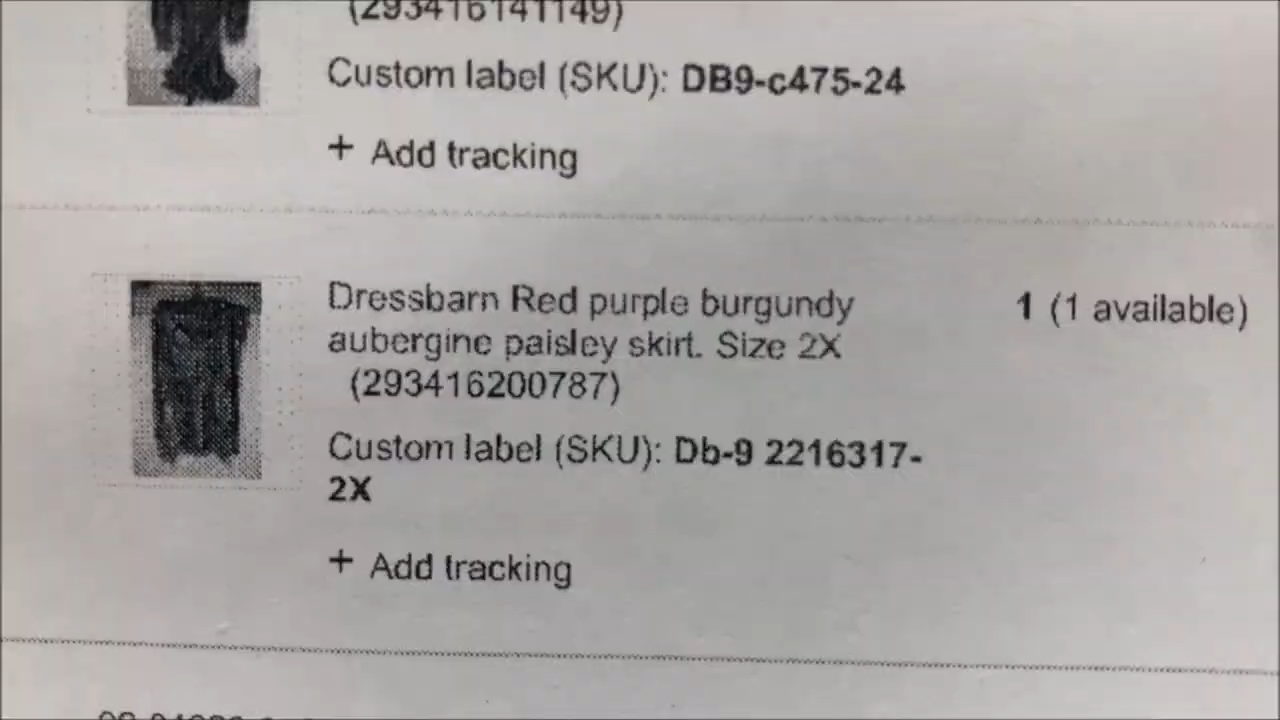 (293416141149)
Custom label (SKU): DB9-c475-24
+ Add tracking
Dressbarn Red purple burgundy
aubergine paisley skirt. Size 2X
(293416200787)
1 (1 available)
Custom label (SKU): Db-9 2216317-
2X
+ Add tracking